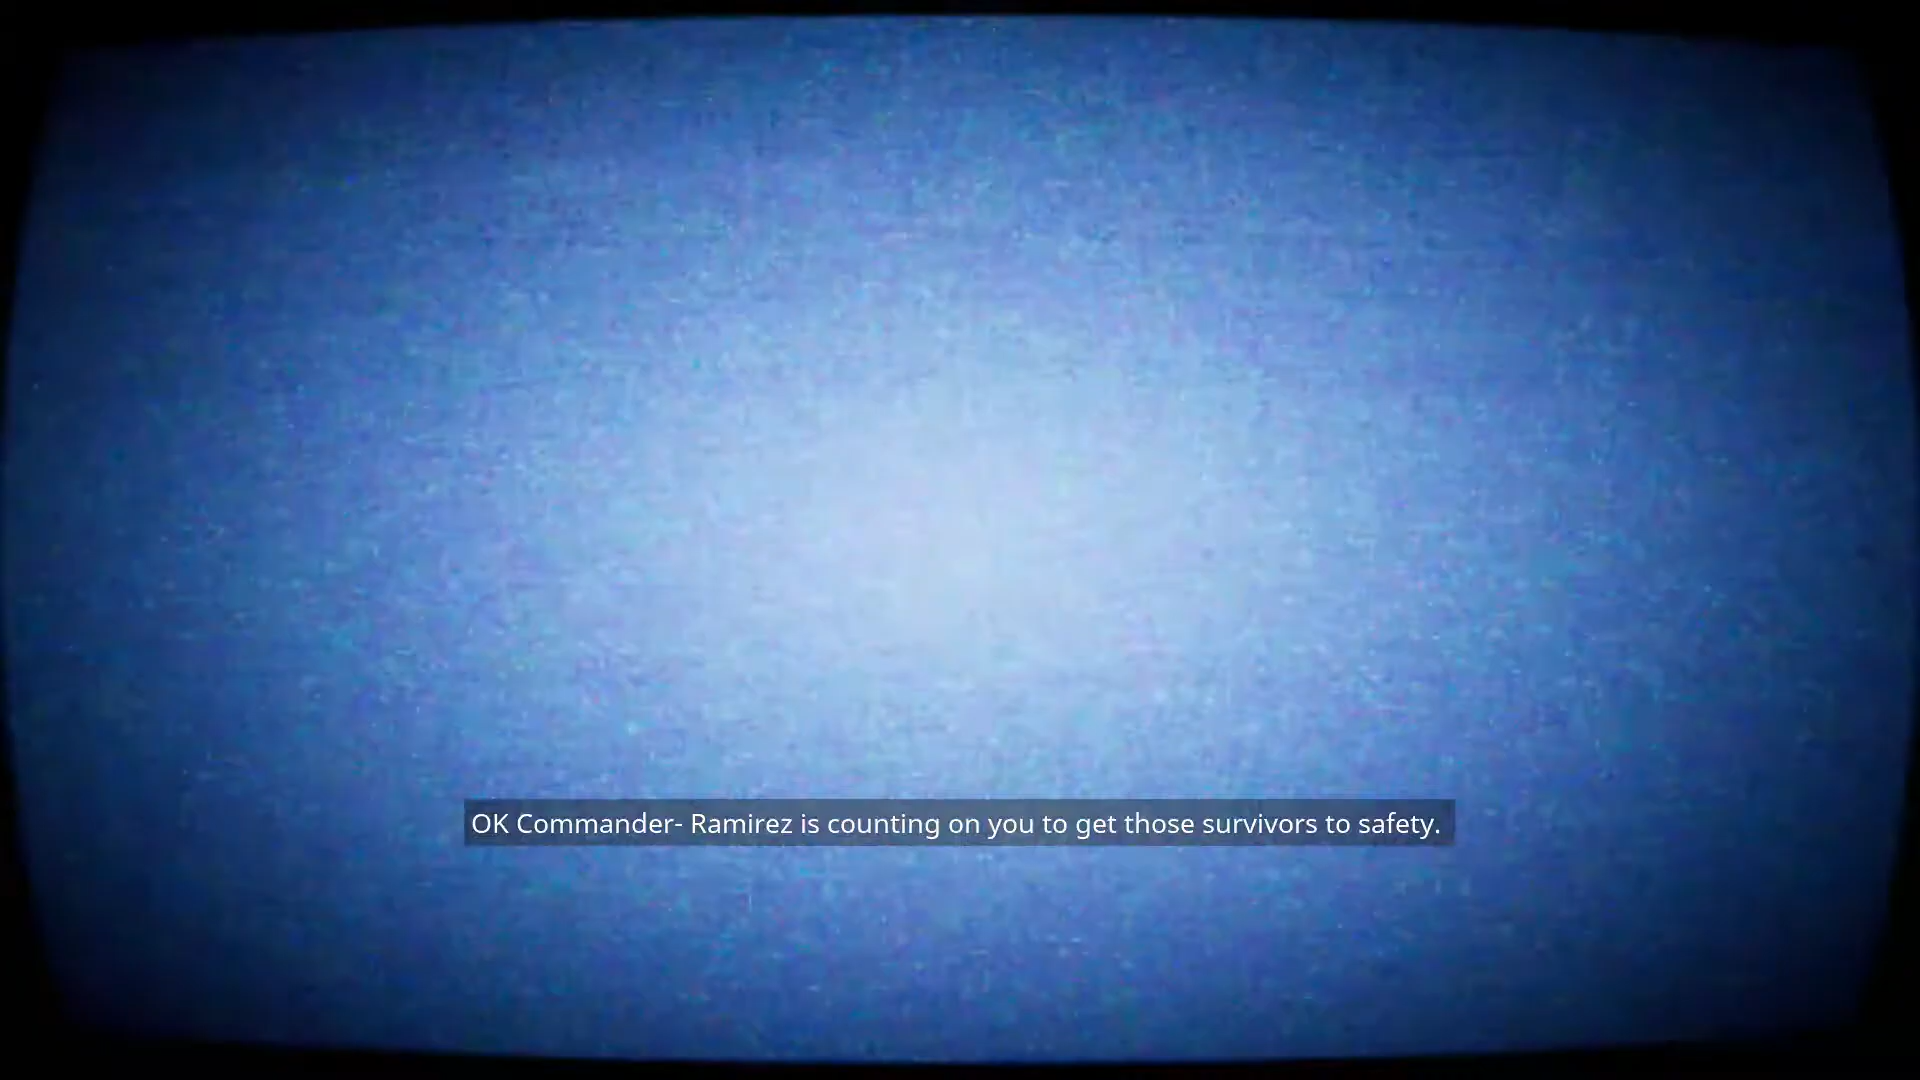 OK Commander- Ramirez is counting on you to get those survivors to safety.